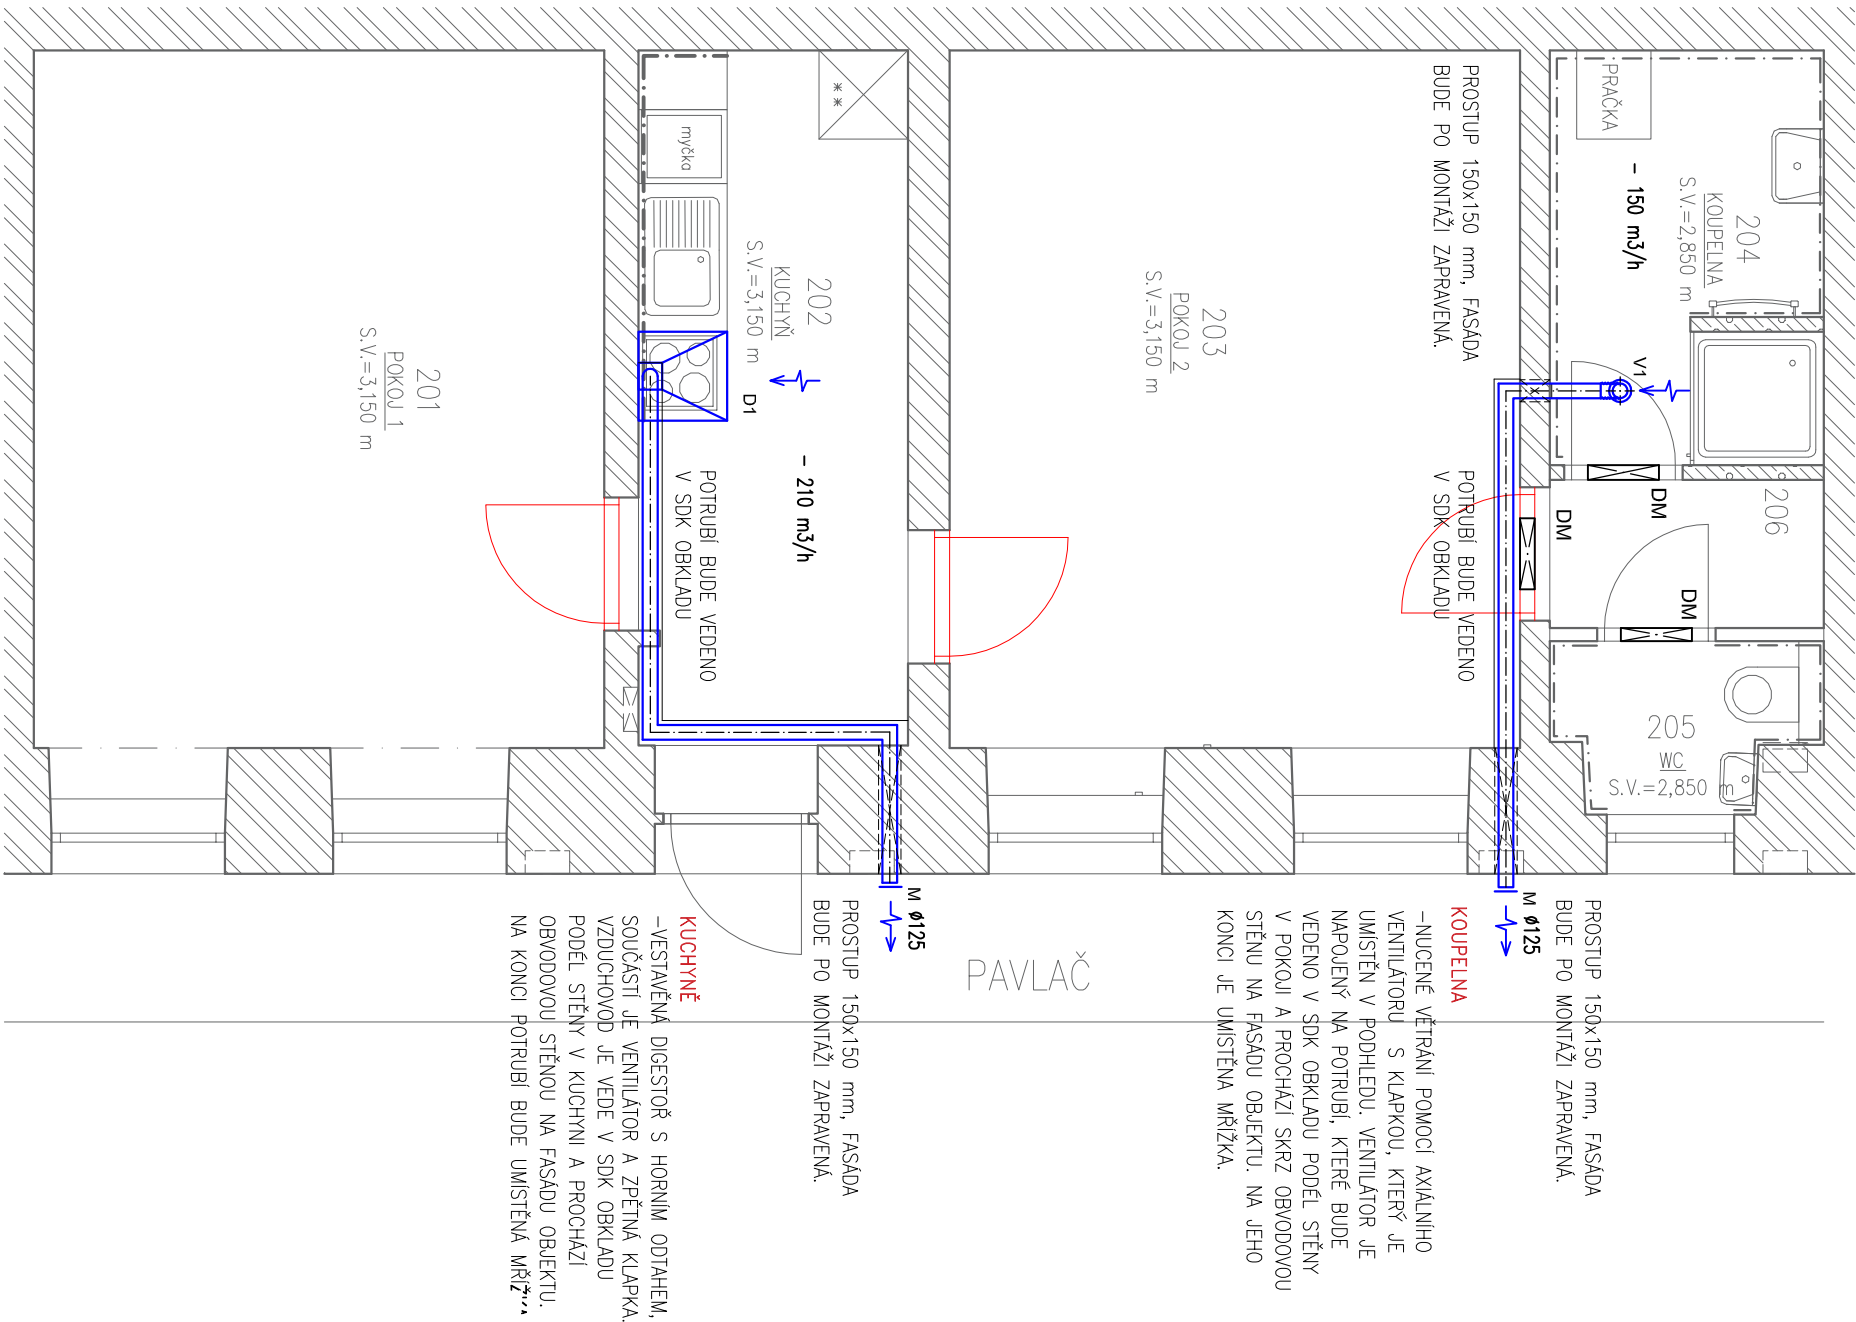 PROSTUP 150x150 mm, FASÁDA
BUDE PO MONTÁŽI ZAPRAVENÁ.
PRAČKA
- 150 m3/h
204
KOUPELNA
S.V.=2,850 m
V1
206
DM
DM
DM
205
WC
S.V.=2,850 m
POTRUBÍ BUDE VEDENO
V SDK OBKLADU
203
POKOJ 2
S.V.=3,150 m
**
myčka
202
KUCHYŇ
S.V.=3,150 m
D1
- 210 m3/h
POTRUBÍ BUDE VEDENO
V SDK OBKLADU
201
POKOJ 1
S.V.=3,150 m
M Ø125
PROSTUP 150x150 mm, FASÁDA
BUDE PO MONTÁŽI ZAPRAVENÁ.
M Ø125
PROSTUP 150x150 mm, FASÁDA
BUDE PO MONTÁŽI ZAPRAVENÁ.
PAVLAČ
KOUPELNA
-NUCENÉ VĚTRÁNÍ POMOCÍ AXIÁLNÍHO
VENTILÁTORU S KLAPKOU, KTERÝ JE
UMÍSTĚN V PODHLEDU. VENTILÁTOR JE
NAPOJENÝ NA POTRUBÍ, KTERÉ BUDE
VEDENO V SDK OBKLADU PODÉL STĚNY
V POKOJI A PROCHÁZÍ SKRZ OBVODOVOU
STĚNU NA FASÁDU OBJEKTU. NA JEHO
KONCI JE UMÍSTĚNA MŘÍŽKA.
KUCHYNĚ
-VESTAVĚNÁ DIGESTOŘ S HORNÍM ODTAHEM,
SOUČÁSTÍ JE VENTILÁTOR A ZPĚTNÁ KLAPKA.
VZDUCHOVOD JE VEDE V SDK OBKLADU
PODÉL STĚNY V KUCHYNI A PROCHÁZÍ
OBVODOVOU STĚNOU NA FASÁDU OBJEKTU.
NA KONCI POTRUBÍ BUDE UMÍSTĚNÁ